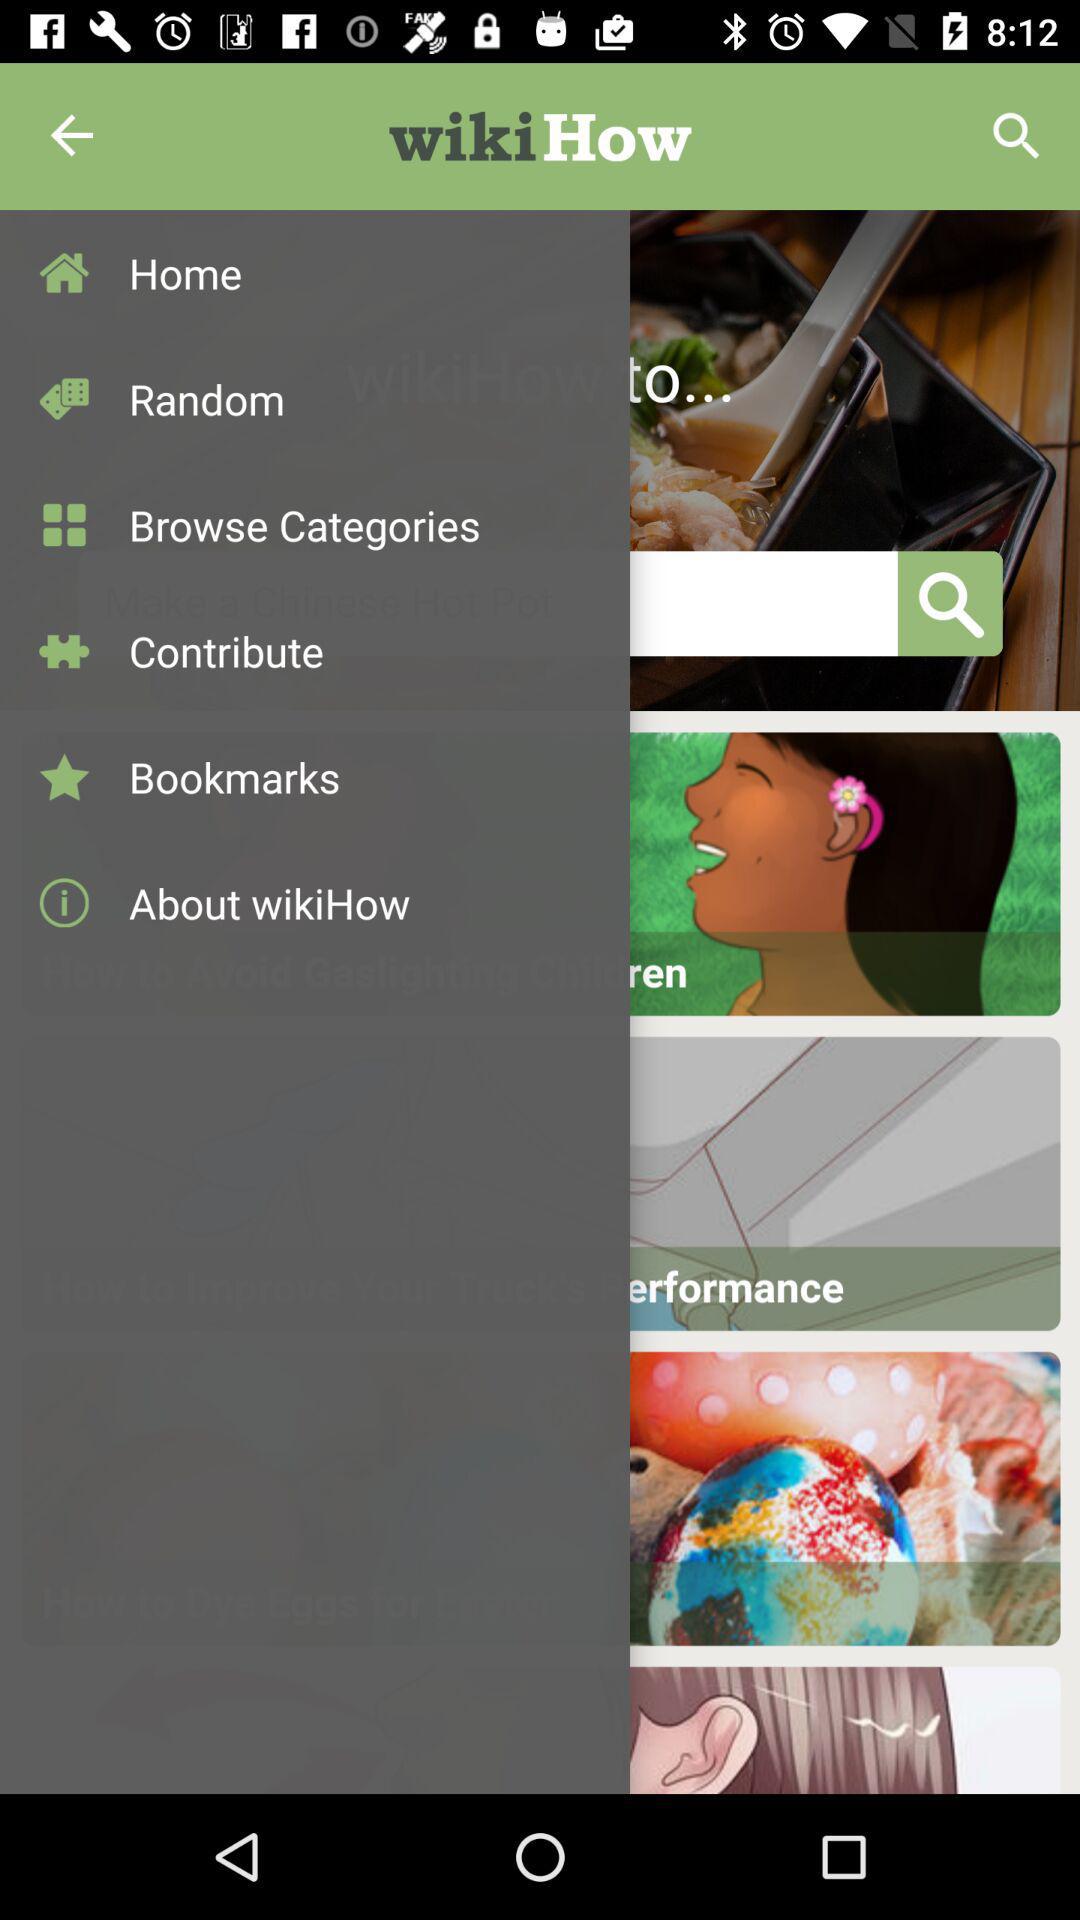 FAKE
8:12
wikiHow
Home
wikiHow to...
Random
Browse Categories
Make a Chinese Hot Pot
Contribute
Bookmarks
About wikiHow
How to Avoid Gaslighting Children
How to Improve Your Truck's Performance
How to Dye Eggs for